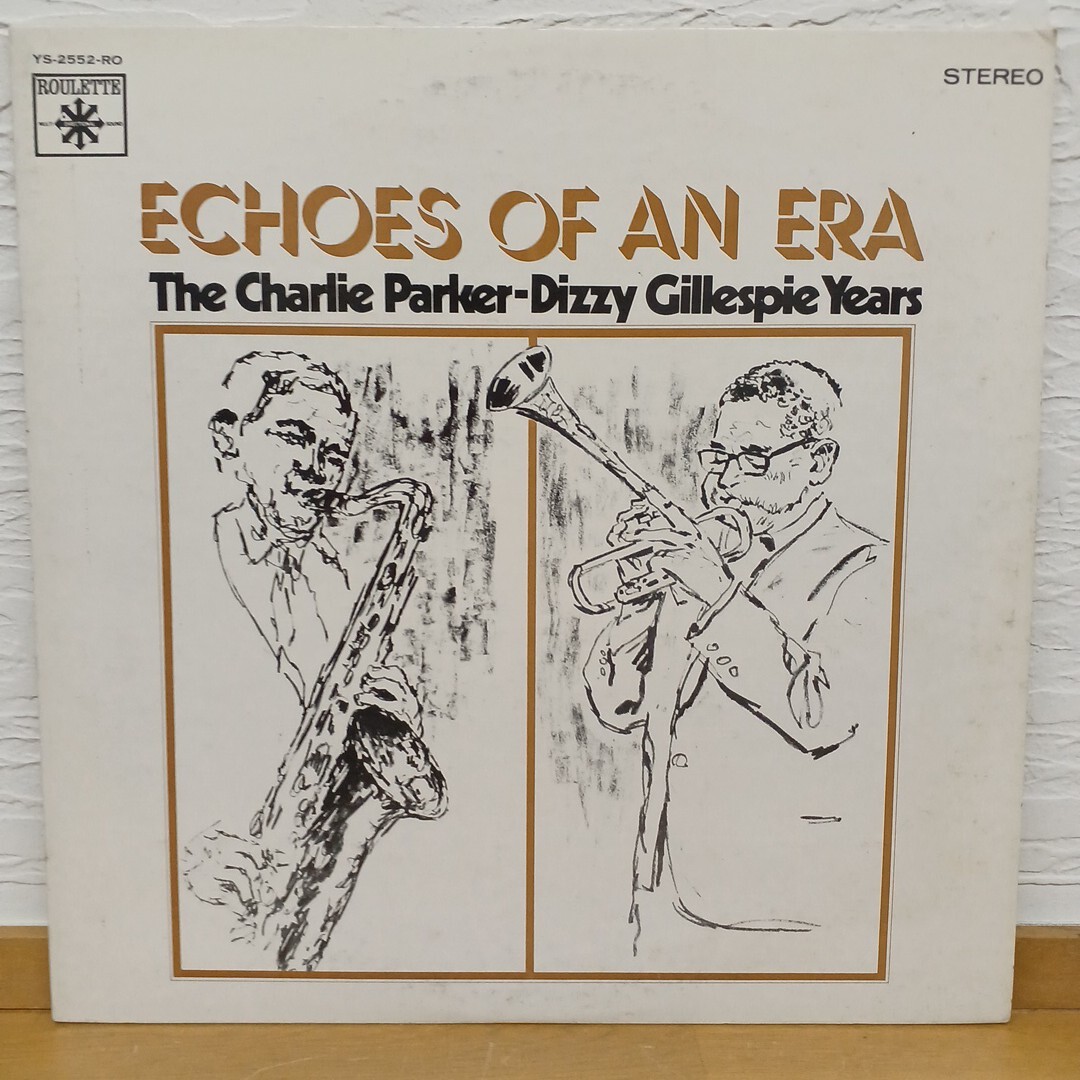 YS-2552-RO
ROULETTE
STEREO
ECHOES OF AN ERA
The Charlie Parker-Dizzy Gillespie Years